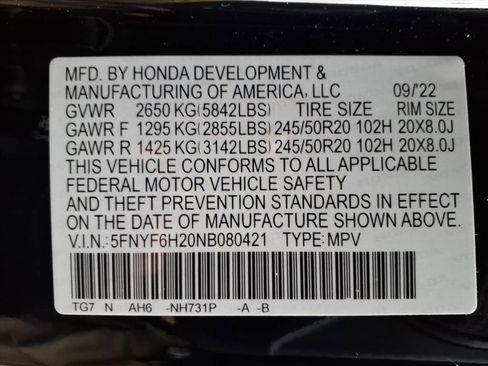 MFD. BY HONDA DEVELOPMENT &
MANUFACTURING OF AMERICA, LLC 09/'22
GVWR 2650 KG(5842LBS) TIRE SIZE RIM SIZE
GAWR F 1295 KG(2855LBS) 245/50R20 102H 20X8.0J
GAWR R 1425 KG(3142LBS) 245/50R20 102H 20X8.0J
THIS VEHICLE CONFORMS TO ALL APPLICABLE
FEDERAL MOTOR VEHICLE SAFETY
AND THEFT PREVENTION STANDARDS IN EFFECT
ON THE DATE OF MANUFACTURE SHOWN ABOVE.
V.I.N.:5FNYF6H20NB080421 TYPE:MPV
TG7 N AH6 -NH731P -A -B